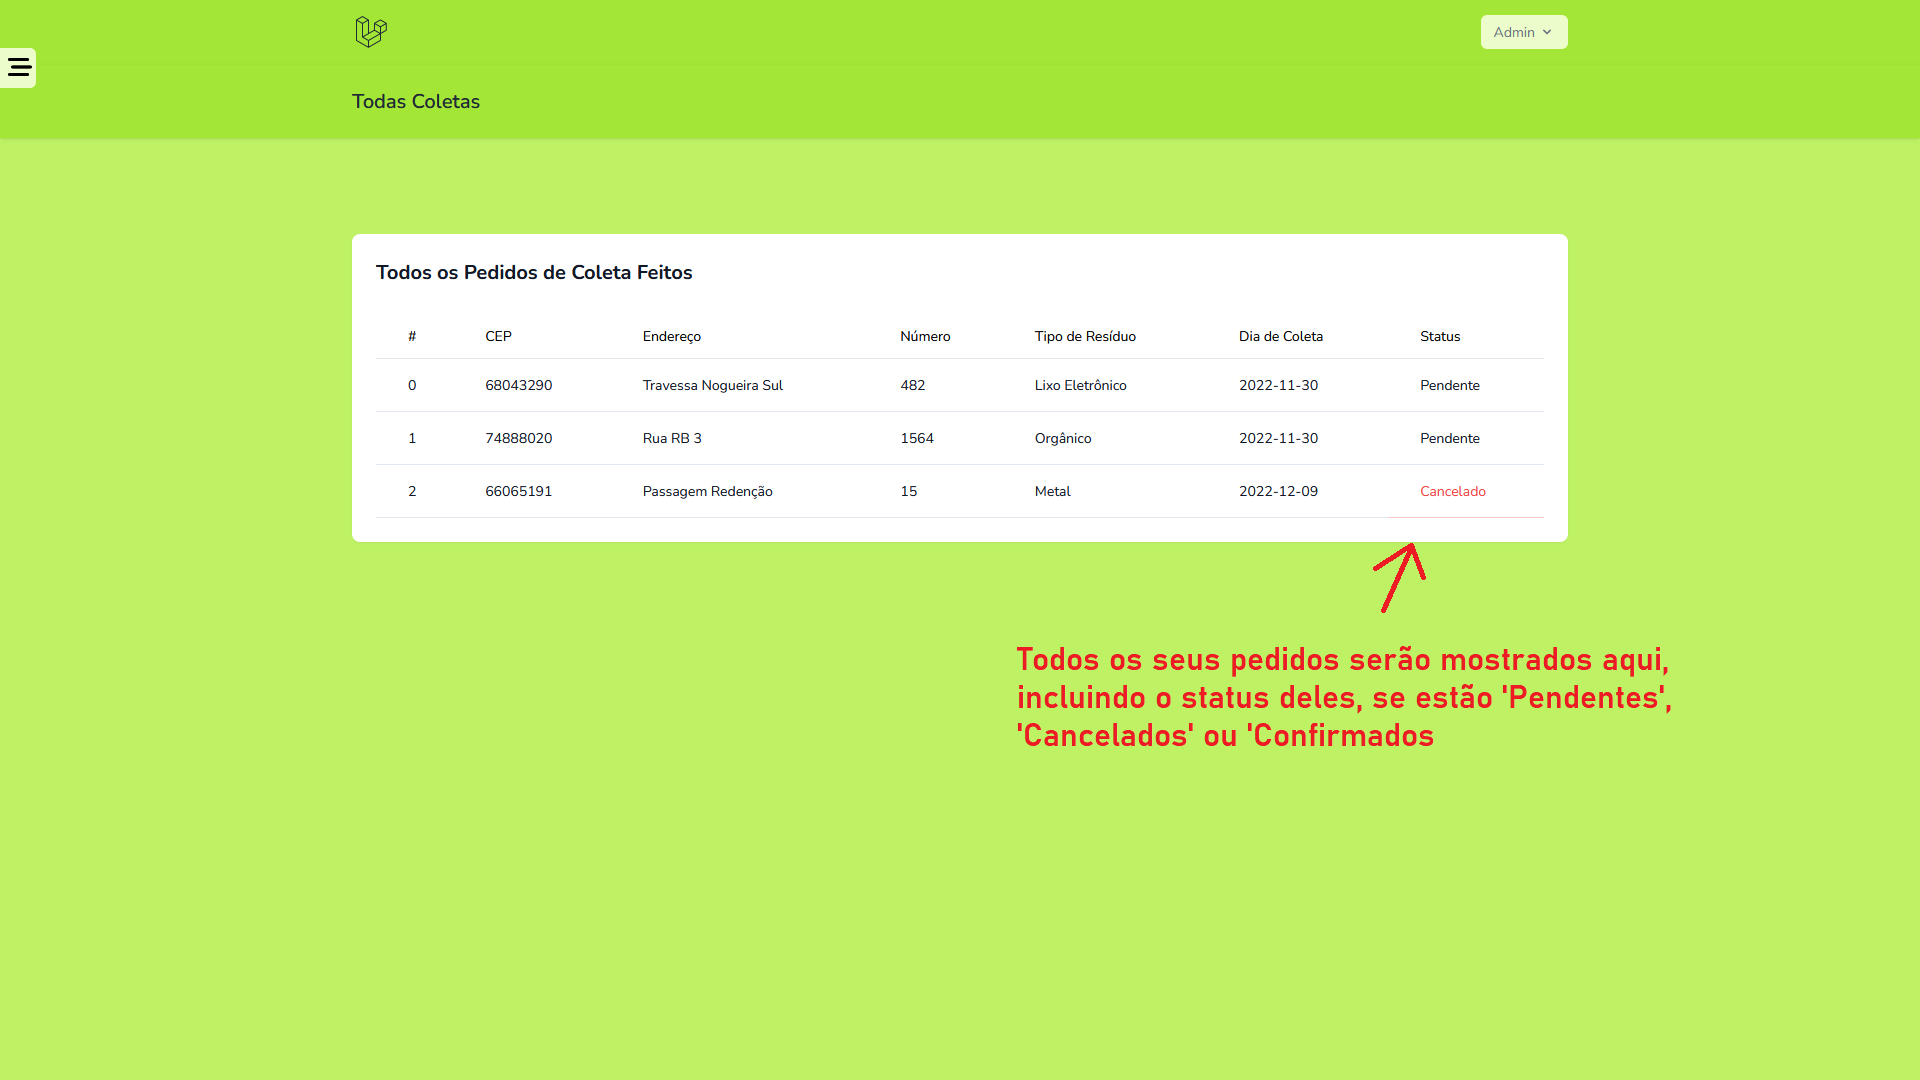 Admin
Todas Coletas
Todos os Pedidos de Coleta Feitos
# CEP Endereço Número Tipo de Resíduo Dia de Coleta Status
0 68043290 Travessa Nogueira Sul 482 Lixo Eletrônico 2022-11-30 Pendente
1 74888020 Rua RB 3 1564 Orgânico 2022-11-30 Pendente
2 66065191 Passagem Redenção 15 Metal 2022-12-09 Cancelado
Todos os seus pedidos serão mostrados aqui,
incluindo o status deles, se estão 'Pendentes',
'Cancelados' ou 'Confirmados